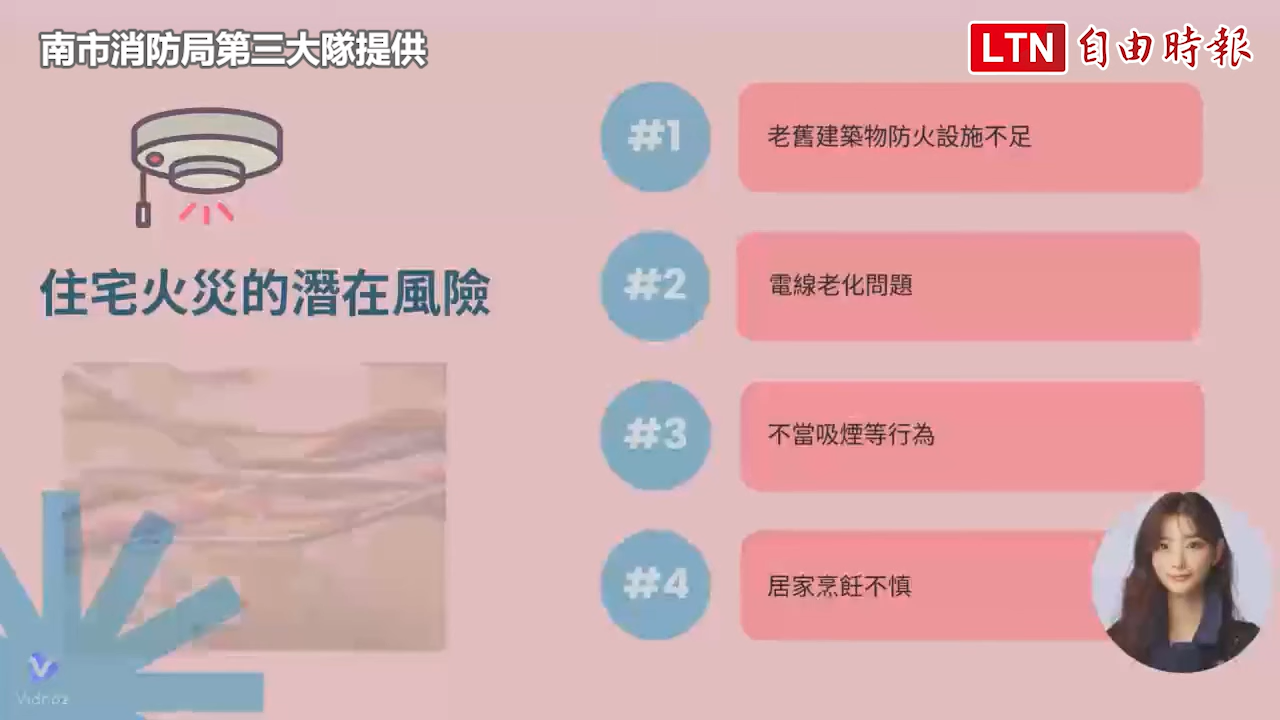 南市消防局第三大隊提供
LTN 自由時報
住宅火災的潛在風險
#1
老舊建築物防火設施不足
#2
電線老化問題
#3
不當吸煙等行為
#4
居家烹飪不慎
Vidnoz